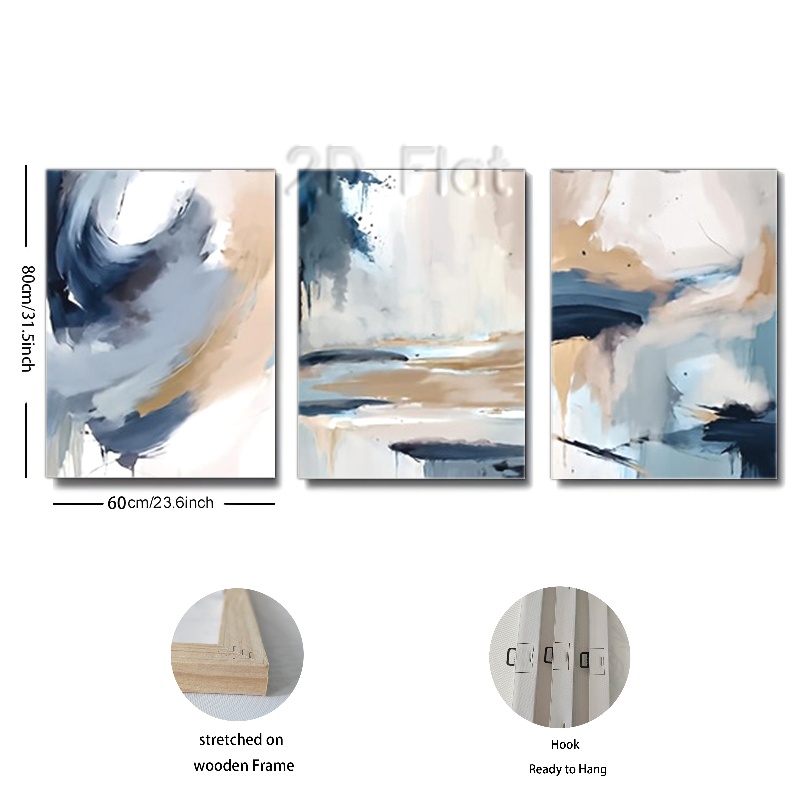 2D Flat
80cm/31.5inch
60cm/23.6inch
stretched on
wooden Frame
Hook
Ready to Hang